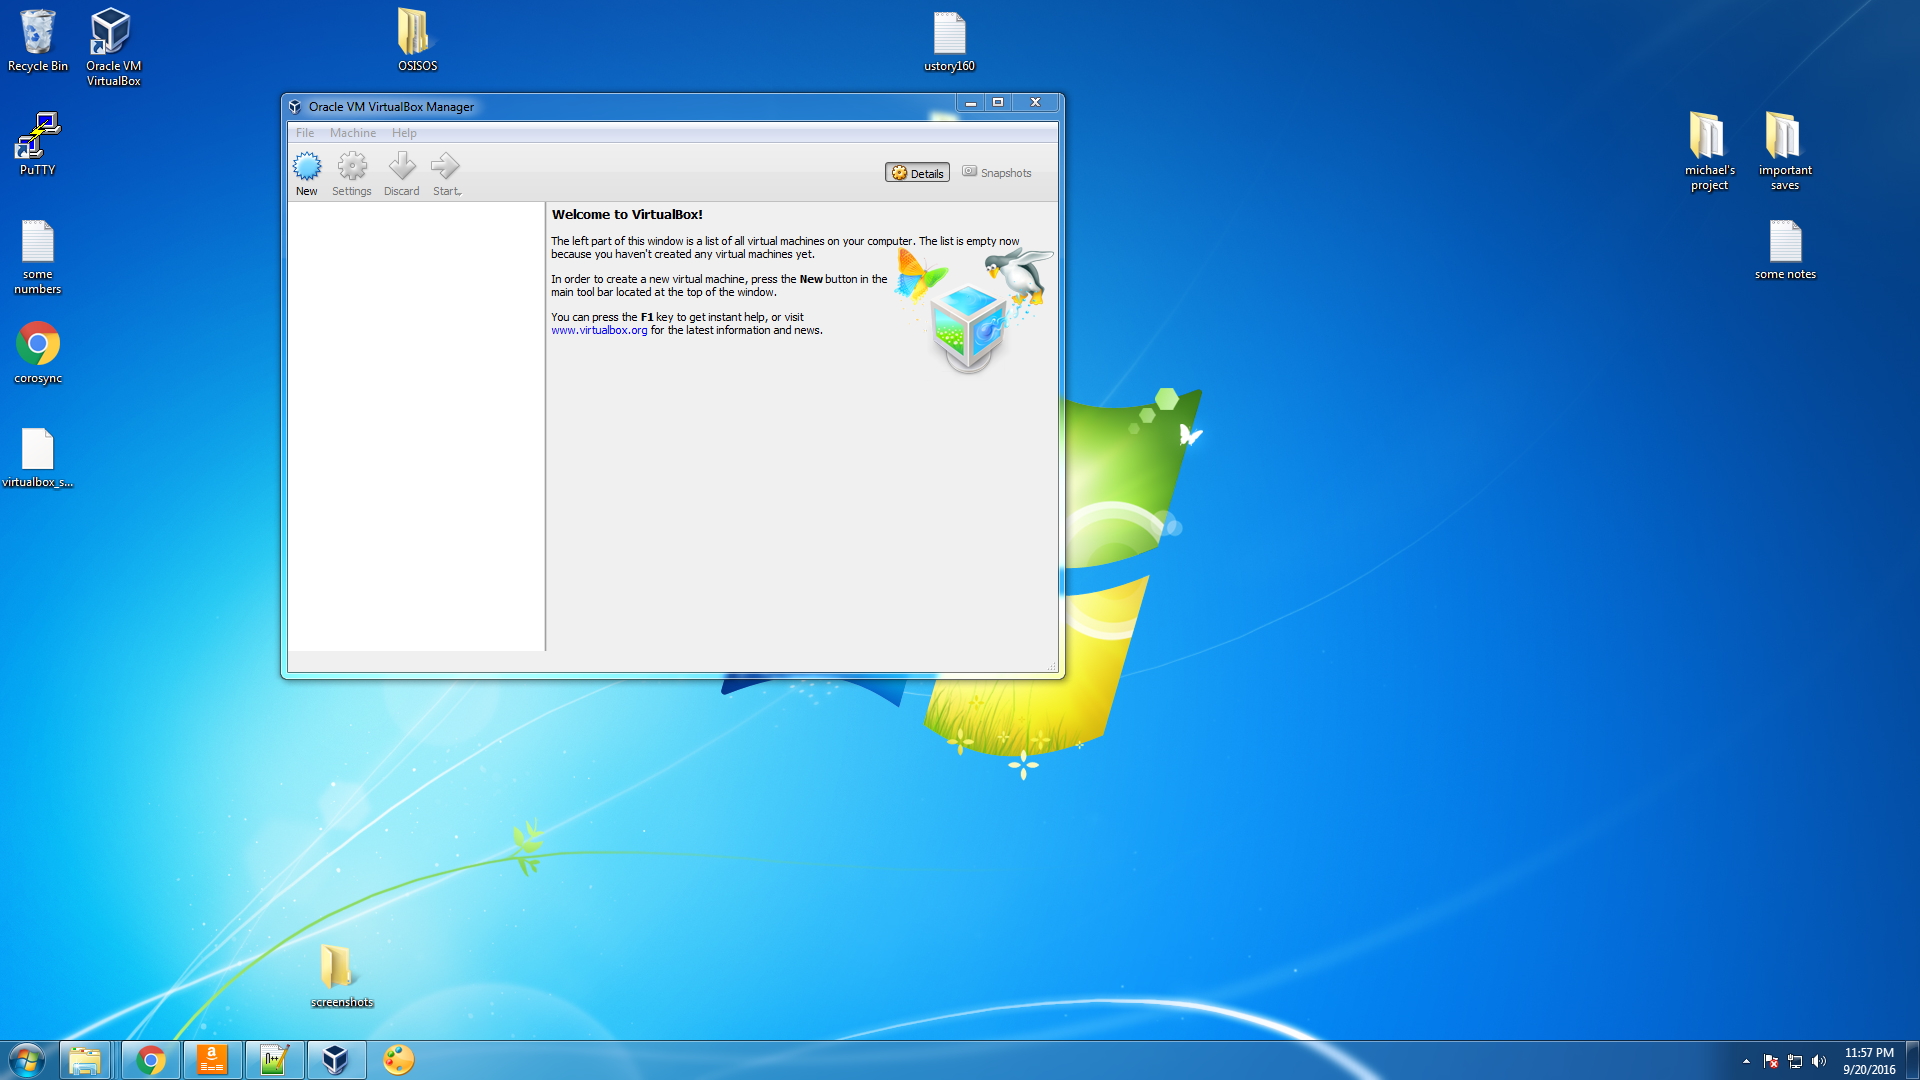 Recycle Bin
Oracle VM
VirtualBox
OSISOS
ustory160
PuTTY
some
numbers
corosync
virtualbox_s...
michael's
project
important
saves
some notes
screenshots
Oracle VM VirtualBox Manager
File Machine Help
New Settings Discard Start
Details Snapshots
Welcome to VirtualBox!
The left part of this window is a list of all virtual machines on your computer. The list is empty now
because you haven't created any virtual machines yet.
In order to create a new virtual machine, press the New button in the
main tool bar located at the top of the window.
You can press the F1 key to get instant help, or visit
www.virtualbox.org for the latest information and news.
a
11:57 PM
9/20/2016